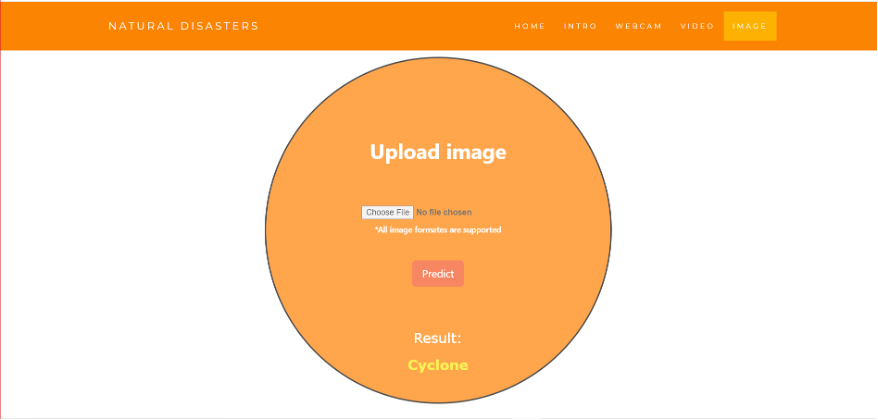 NATURAL DISASTERS
HOME INTRO WEBCAM VIDEO IMAGE
Upload image
Choose File No file chosen
*All image formates are supported
Predict
Result:
Cyclone